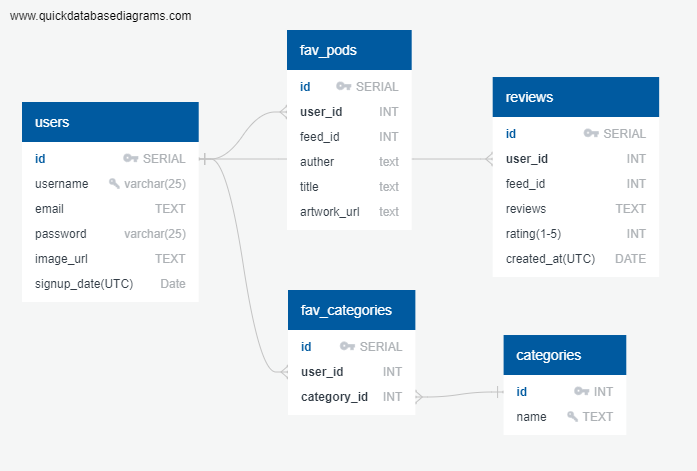 www.quickdatabasediagrams.com
users
id SERIAL
username varchar(25)
email TEXT
password varchar(25)
image_url TEXT
signup_date(UTC) Date
fav_pods
id SERIAL
user_id INT
feed_id INT
auther text
title text
artwork_url text
reviews
id SERIAL
user_id INT
feed_id INT
reviews TEXT
rating(1-5) INT
created_at(UTC) DATE
fav_categories
id SERIAL
user_id INT
category_id INT
categories
id INT
name TEXT